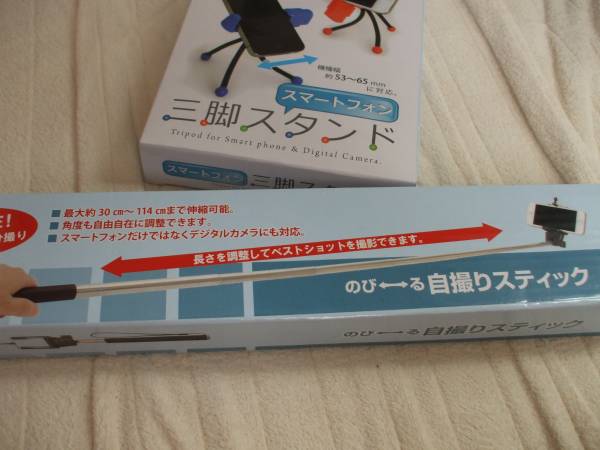 機種幅
約53～65mm
に対応。
スマートフォン
三脚スタンド
Tripod for Smart phone & Digital Camera.
スマートフォン 三脚スタ
■ 最大約30cm～114cmまで伸縮可能。
■ 角度も自由自在に調整できます。
■ スマートフォンだけではなくデジタルカメラにも対応。
長さを調整してベストショットを撮影できます。
のび⟷る 自撮りスティック
のび⟷る 自撮りスティック